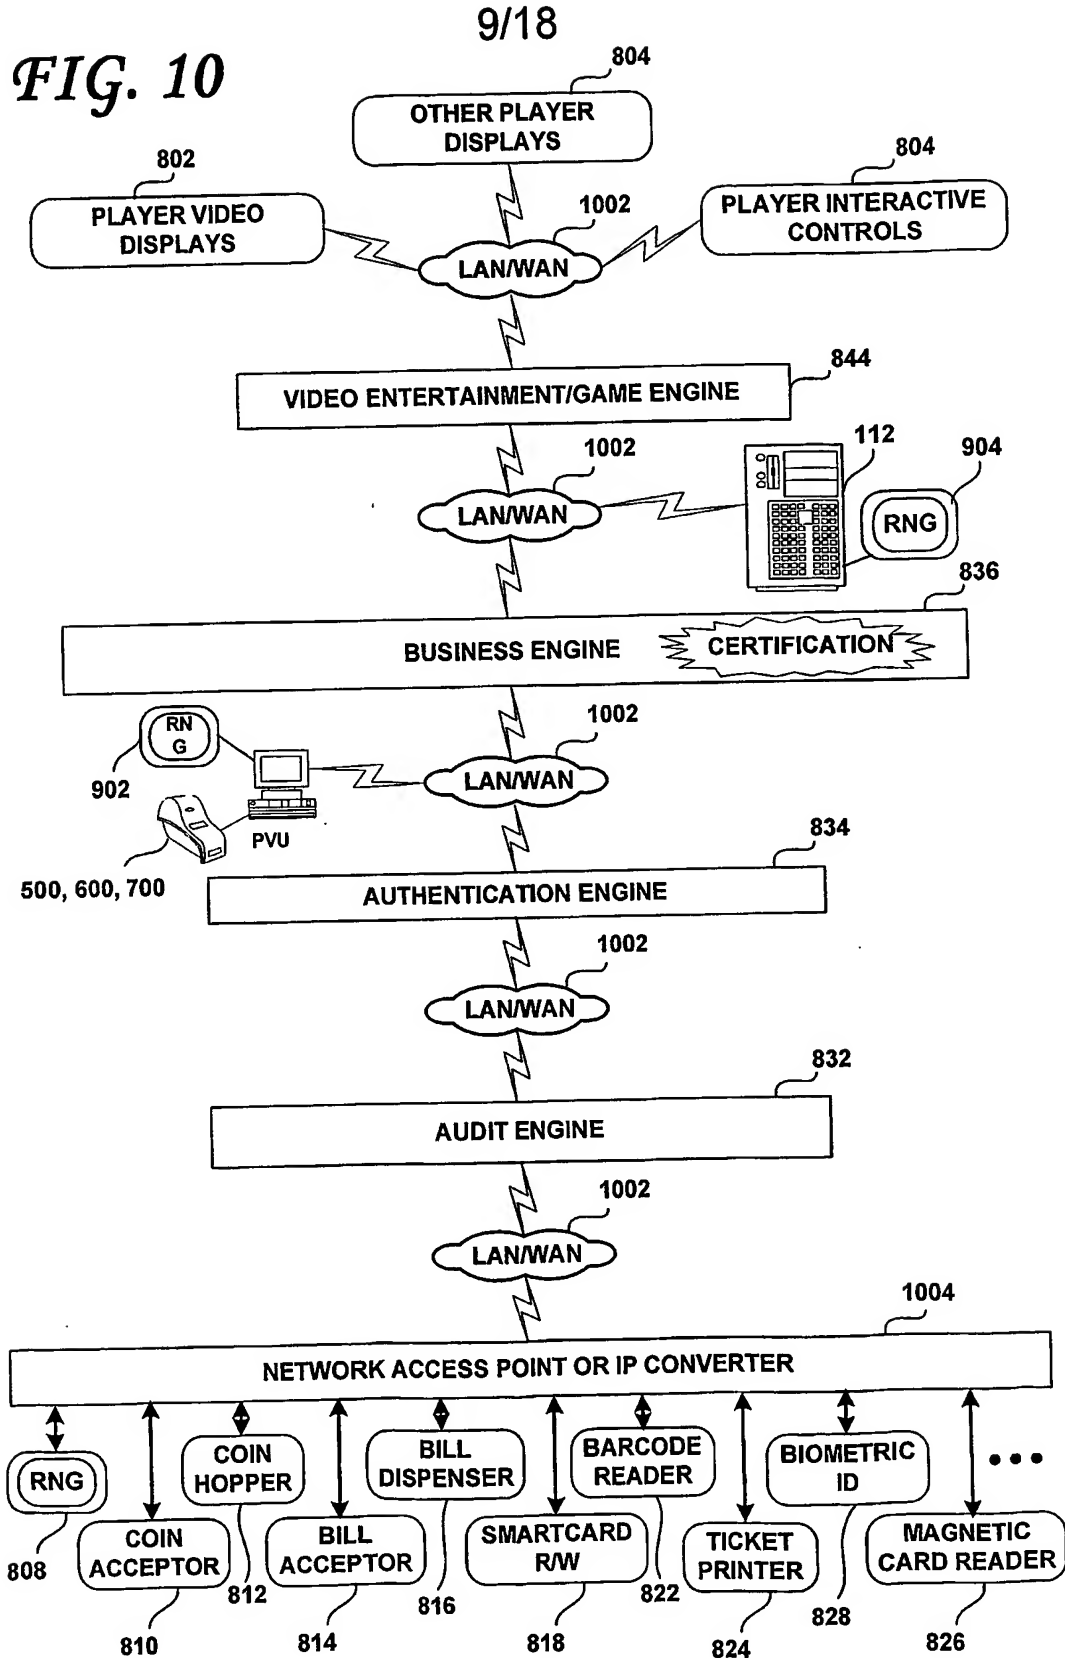 9/18
FIG. 10
804
OTHER PLAYER
DISPLAYS
802
804
PLAYER VIDEO
DISPLAYS
1002
PLAYER INTERACTIVE
CONTROLS
LAN/WAN
844
VIDEO ENTERTAINMENT/GAME ENGINE
1002
112
904
LAN/WAN
RNG
836
BUSINESS ENGINE
CERTIFICATION
1002
RN
G
LAN/WAN
902
PVU
834
500, 600, 700
AUTHENTICATION ENGINE
1002
LAN/WAN
832
AUDIT ENGINE
1002
LAN/WAN
1004
NETWORK ACCESS POINT OR IP CONVERTER
RNG
COIN
HOPPER
BILL
DISPENSER
BARCODE
READER
BIOMETRIC
ID
COIN
ACCEPTOR
BILL
ACCEPTOR
SMARTCARD
R/W
TICKET
PRINTER
MAGNETIC
CARD READER
808
812
816
822
828
810
814
818
824
826